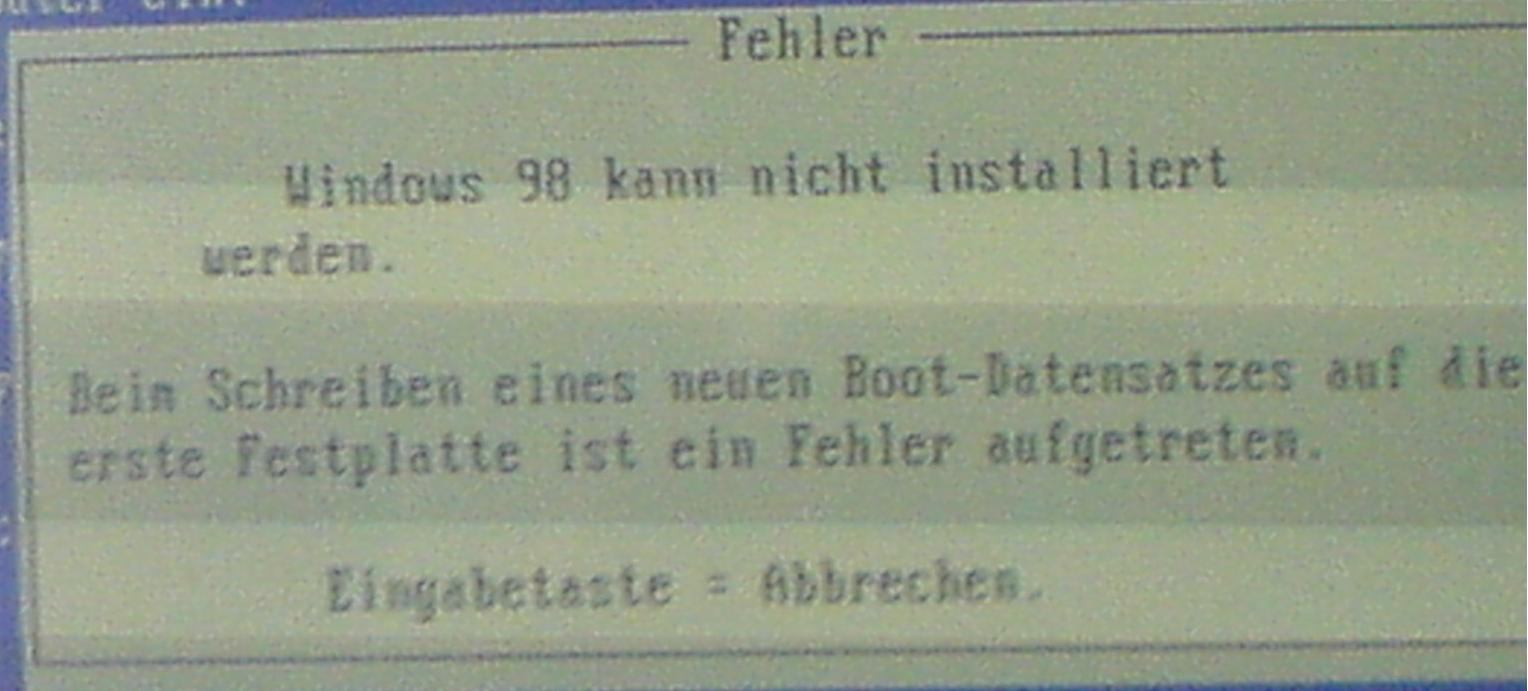 Fehler
Windows 98 kann nicht installiert
werden.
Beim Schreiben eines neuen Boot-Datensatzes auf die
erste Festplatte ist ein Fehler aufgetreten.
Eingabetaste = Abbrechen.